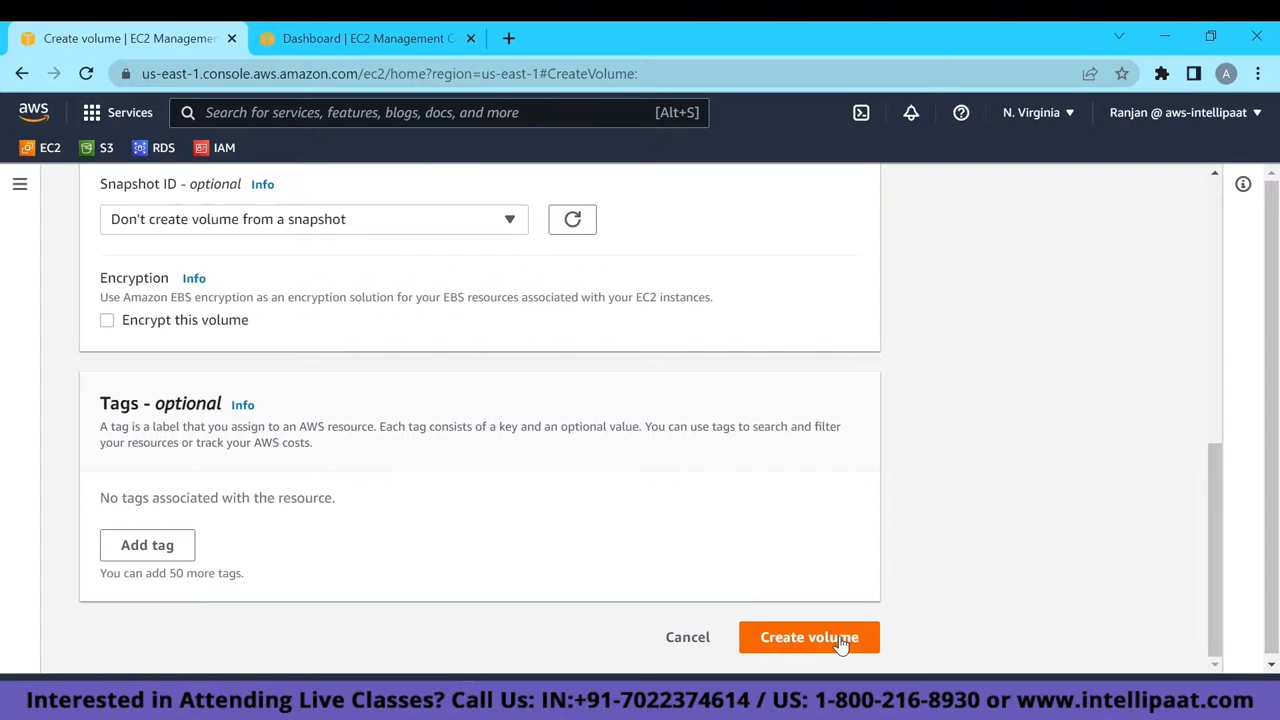 Create volume | EC2 Managemen
Dashboard | EC2 Management C
us-east-1.console.aws.amazon.com/ec2/home?region=us-east-1#CreateVolume:
A
aws
Services
Search for services, features, blogs, docs, and more
[Alt+S]
N. Virginia
Ranjan @ aws-intellipaat
EC2
S3
RDS
IAM
Snapshot ID - optional Info
Don't create volume from a snapshot
Encryption Info
Use Amazon EBS encryption as an encryption solution for your EBS resources associated with your EC2 instances.
Encrypt this volume
Tags - optional Info
A tag is a label that you assign to an AWS resource. Each tag consists of a key and an optional value. You can use tags to search and filter
your resources or track your AWS costs.
No tags associated with the resource.
Add tag
You can add 50 more tags.
Cancel
Create volume
Interested in Attending Live Classes? Call Us: IN:+91-7022374614 / US: 1-800-216-8930 or www.intellipaat.com